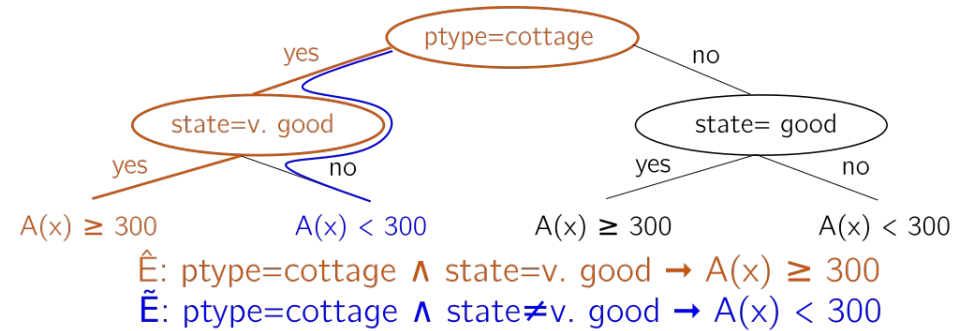 ptype=cottage
yes
no
state=v. good
state= good
yes
no
yes
no
A(x) ≥ 300
A(x) < 300
A(x) ≥ 300
A(x) < 300
Ê: ptype=cottage ∧ state=v. good → A(x) ≥ 300
Ẽ: ptype=cottage ∧ state≠v. good → A(x) < 300